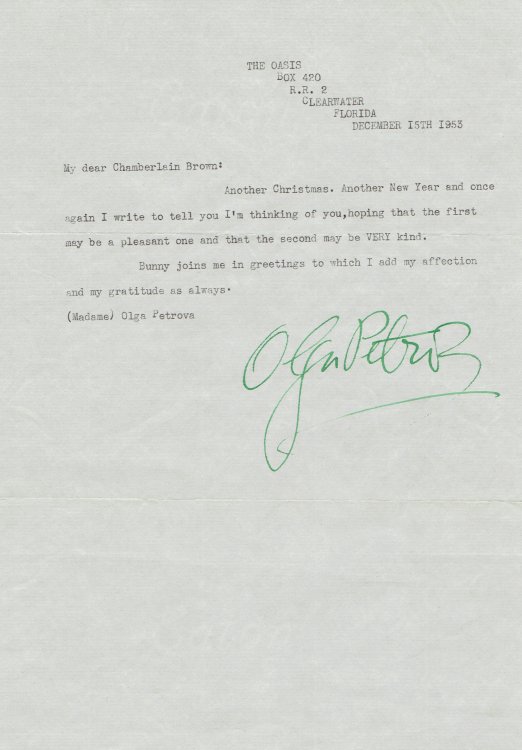 THE OASIS
BOX 420
R.R. 2
CLEARWATER
FLORIDA
DECEMBER 15TH 1953
My dear Chamberlain Brown:
Another Christmas. Another New Year and once
again I write to tell you I'm thinking of you,hoping that the first
may be a pleasant one and that the second may be VERY kind.
Bunny joins me in greetings to which I add my affection
and my gratitude as always.
(Madame) Olga Petrova
Olga Petrova